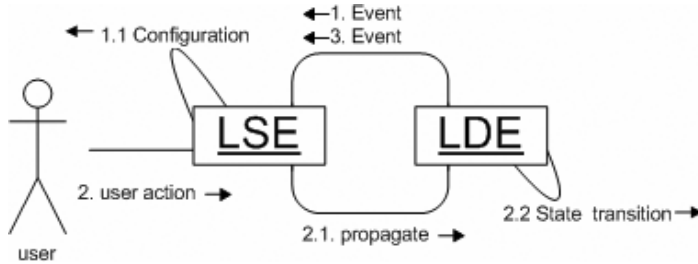 ← 1. Event
← 1.1 Configuration
← 3. Event
LSE
LDE
2. user action →
2.2 State transition →
2.1. propagate →
user